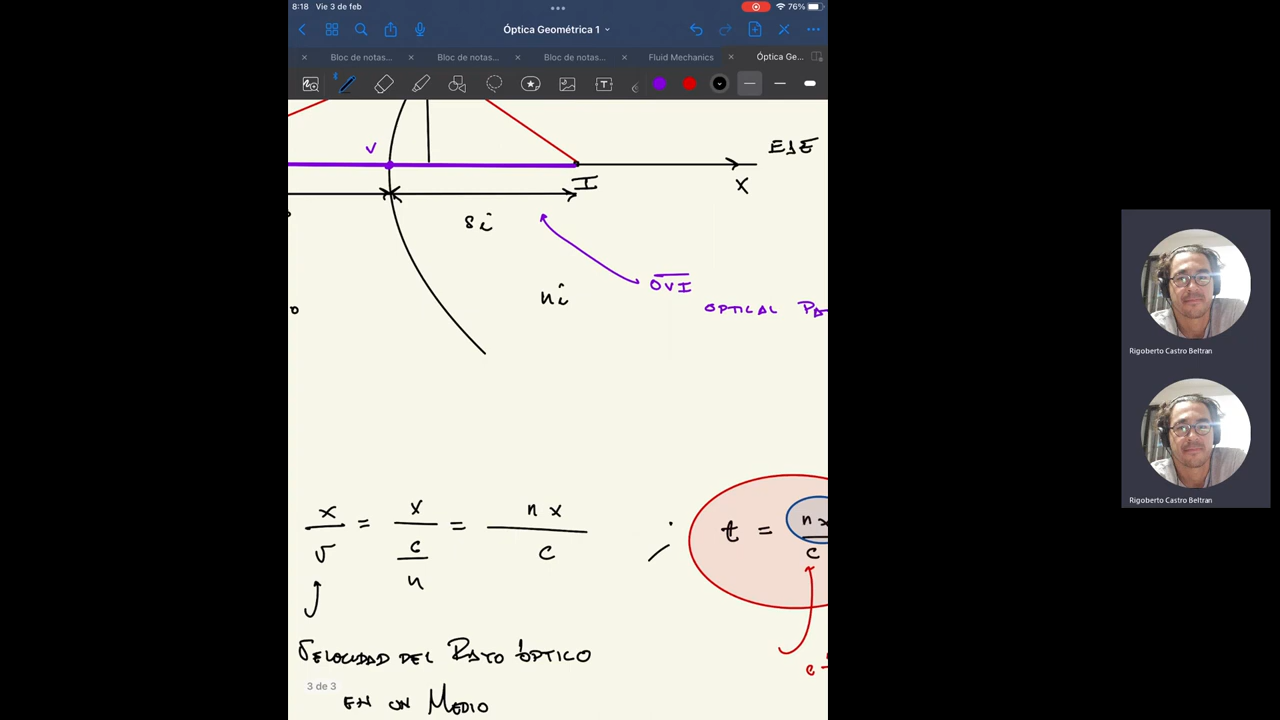 8:18 Vie 3 de feb
76%
Óptica Geométrica 1
Bloc de notas...
Bloc de notas...
Bloc de notas...
Fluid Mechanics
Óptica Ge...
V
EJE
I
X
si
OVI
ni
OPTICAL PA
x/v = x/(c/n) = nx/c ;
t = nx/c
VELOCIDAD DEL RAYO ÓPTICO
EN UN MEDIO
3 de 3
Rigoberto Castro Beltran
Rigoberto Castro Beltran